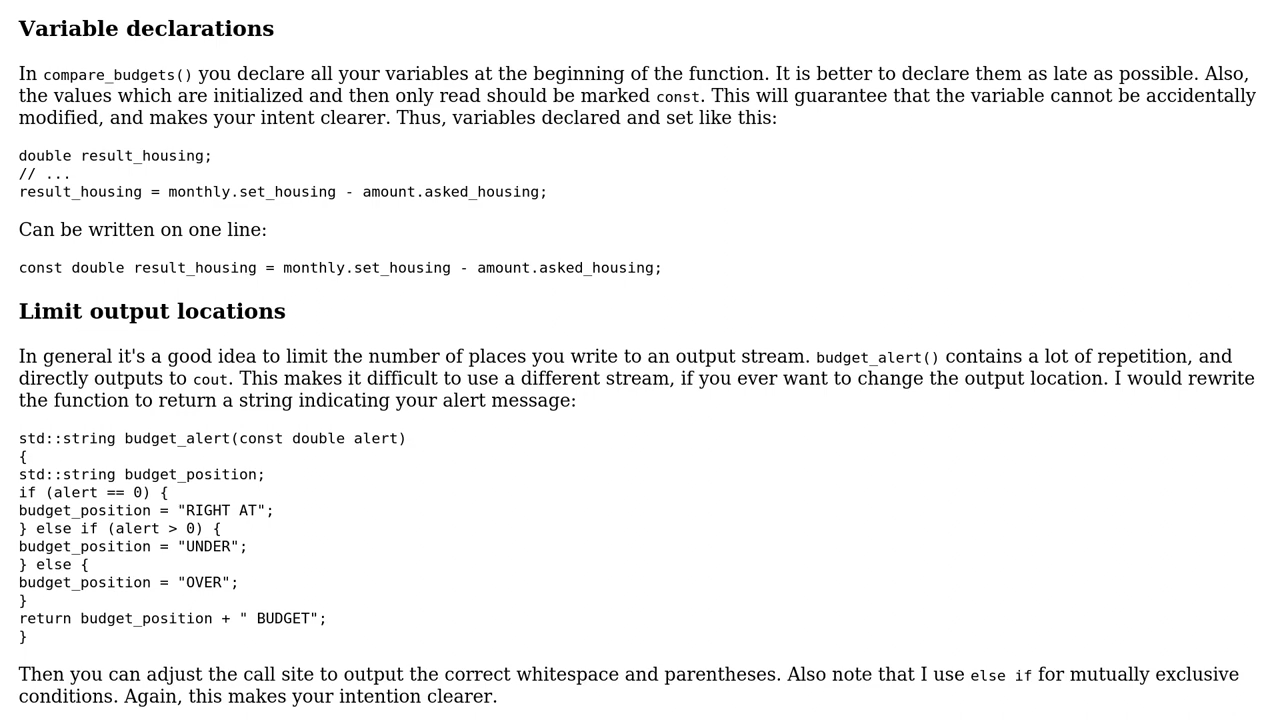 Variable declarations
In compare_budgets() you declare all your variables at the beginning of the function. It is better to declare them as late as possible. Also,
the values which are initialized and then only read should be marked const. This will guarantee that the variable cannot be accidentally
modified, and makes your intent clearer. Thus, variables declared and set like this:
double result_housing;
// ...
result_housing = monthly.set_housing - amount.asked_housing;
Can be written on one line:
const double result_housing = monthly.set_housing - amount.asked_housing;
Limit output locations
In general it's a good idea to limit the number of places you write to an output stream. budget_alert() contains a lot of repetition, and
directly outputs to cout. This makes it difficult to use a different stream, if you ever want to change the output location. I would rewrite
the function to return a string indicating your alert message:
std::string budget_alert(const double alert)
{
std::string budget_position;
if (alert == 0) {
budget_position = "RIGHT AT";
} else if (alert > 0) {
budget_position = "UNDER";
} else {
budget_position = "OVER";
}
return budget_position + " BUDGET";
}
Then you can adjust the call site to output the correct whitespace and parentheses. Also note that I use else if for mutually exclusive
conditions. Again, this makes your intention clearer.